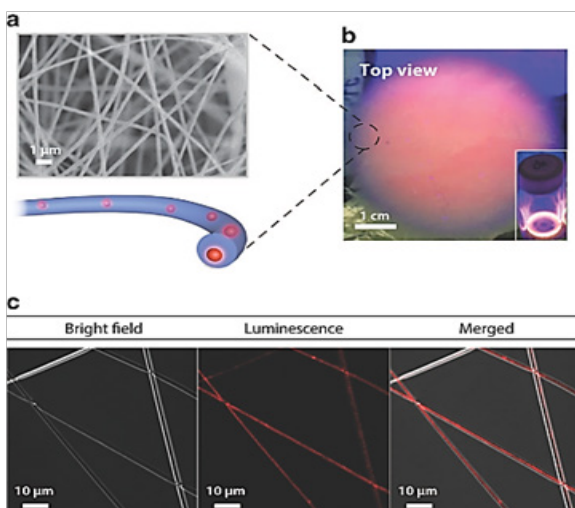 a
1 µm
b
Top view
1 cm
c
Bright field
Luminescence
Merged
10 µm
10 µm
10 µm